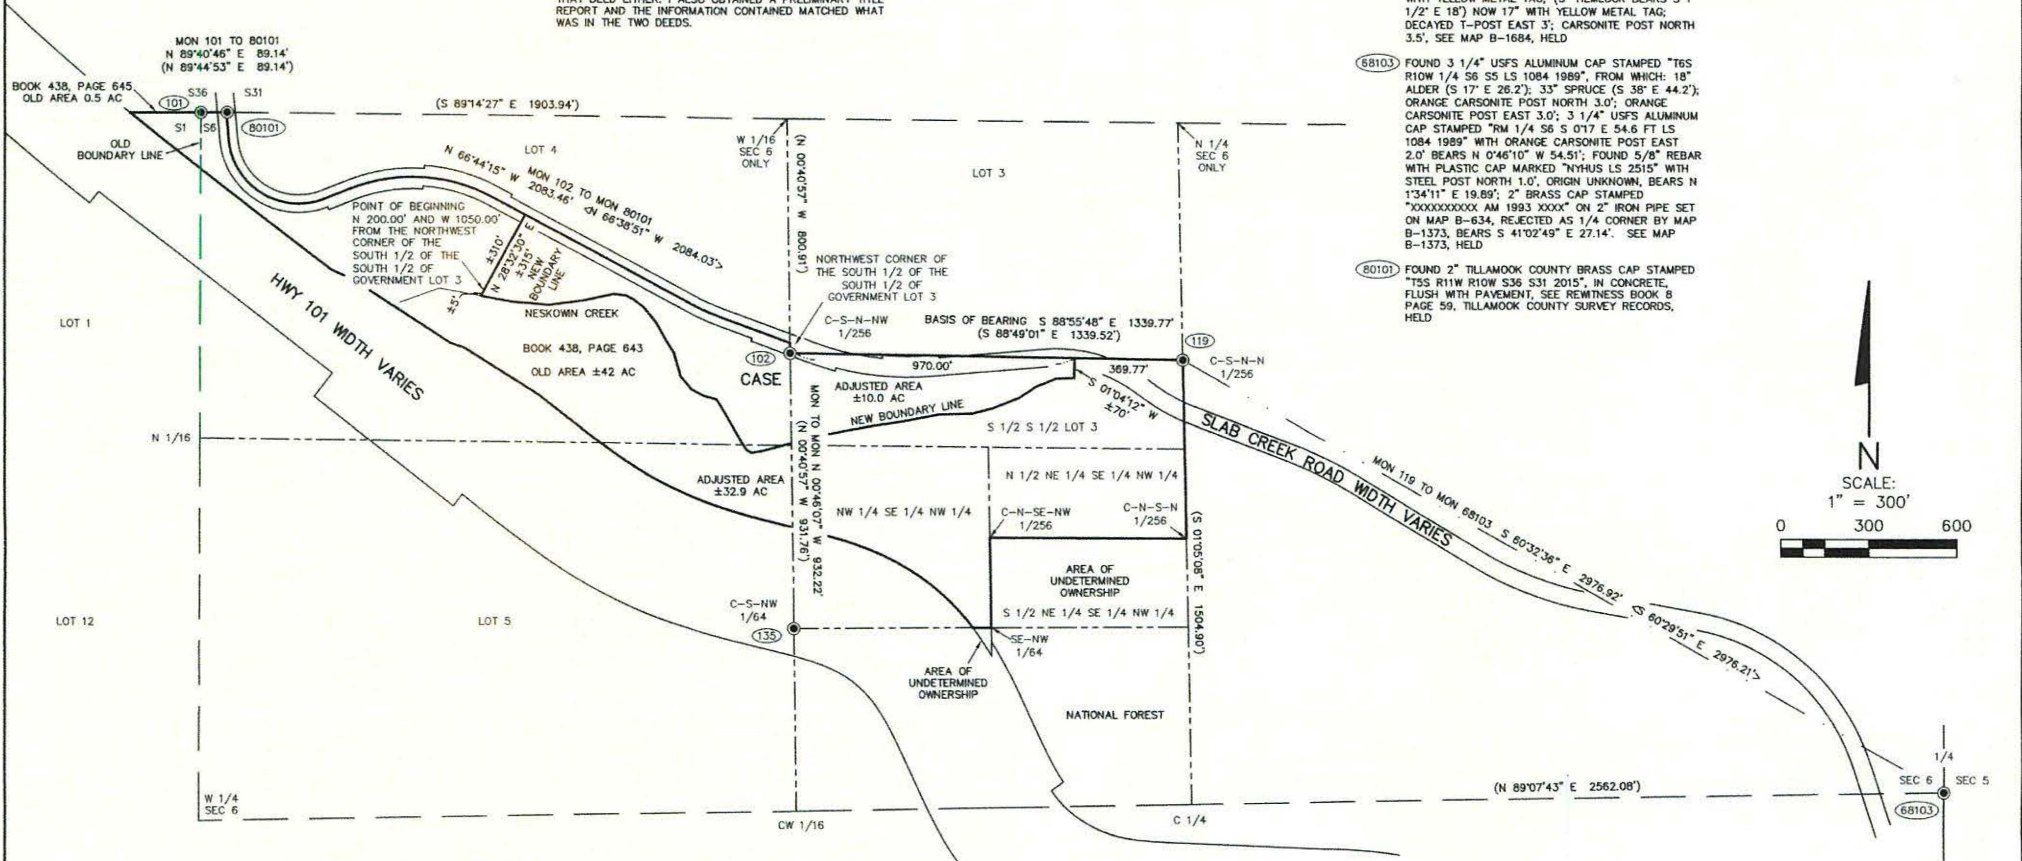 REPORT AND THE INFORMATION CONTAINED MATCHED WHAT
WAS IN THE TWO DEEDS.
MON 101 TO 80101
N 89°40'46" E 89.14'
(N 89°44'53" E 89.14')
BOOK 438, PAGE 645
OLD AREA 0.5 AC
101
S36
S31
S1
S6
80101
OLD
BOUNDARY LINE
(S 89°14'27" E 1903.94')
LOT 4
W 1/16
SEC 6
ONLY
N 1/4
SEC 6
ONLY
LOT 3
(N 00°40'57" W 800.91')
N 66°44'15" W 2083.46'
MON 102 TO MON 80101
<N 66°38'51" W 2084.03'>
POINT OF BEGINNING
N 200.00' AND W 1050.00'
FROM THE NORTHWEST
CORNER OF THE
SOUTH 1/2 OF THE
SOUTH 1/2 OF
GOVERNMENT LOT 3
±310'
N 28°32'30" E
±315'
NEW
BOUNDARY
LINE
±5'
NESKOWIN CREEK
NORTHWEST CORNER OF
THE SOUTH 1/2 OF THE
SOUTH 1/2 OF
GOVERNMENT LOT 3
C-S-N-NW
1/256
BASIS OF BEARING S 88°55'48" E 1339.77'
(S 88°49'01" E 1339.52')
119
C-S-N-N
1/256
HWY 101 WIDTH VARIES
LOT 1
BOOK 438, PAGE 643
OLD AREA ±42 AC
102
CASE
970.00'
369.77'
ADJUSTED AREA
±10.0 AC
NEW BOUNDARY LINE
S 01°04'12" W
±70'
S 1/2 S 1/2 LOT 3
SLAB CREEK ROAD WIDTH VARIES
N 1/16
MON TO MON N 00°46'07" W 932.22'
(N 00°40'57" W 931.76')
ADJUSTED AREA
±32.9 AC
N 1/2 NE 1/4 SE 1/4 NW 1/4
NW 1/4 SE 1/4 NW 1/4
C-N-SE-NW
1/256
C-N-S-N
1/256
(S 01°05'08" E 1504.90')
MON 119 TO MON 68103 S 60°32'36" E 2976.92'
<S 60°29'51" E 2976.21'>
AREA OF
UNDETERMINED
OWNERSHIP
S 1/2 NE 1/4 SE 1/4 NW 1/4
C-S-NW
1/64
135
SE-NW
1/64
LOT 12
LOT 5
AREA OF
UNDETERMINED
OWNERSHIP
NATIONAL FOREST
W 1/4
SEC 6
CW 1/16
C 1/4
(N 89°07'43" E 2562.08')
1/4
SEC 6
SEC 5
68103
1/2' E 18') NOW 17" WITH YELLOW METAL TAG;
DECAYED T-POST EAST 3'; CARSONITE POST NORTH
3.5', SEE MAP B-1684, HELD
68103 FOUND 3 1/4" USFS ALUMINUM CAP STAMPED "T6S
R10W 1/4 S6 S5 LS 1084 1989", FROM WHICH: 18"
ALDER (S 17° E 26.2'); 33" SPRUCE (S 38° E 44.2');
ORANGE CARSONITE POST NORTH 3.0'; ORANGE
CARSONITE POST EAST 3.0'; 3 1/4" USFS ALUMINUM
CAP STAMPED "RM 1/4 S6 S 0°17 E 54.6 FT LS
1084 1989" WITH ORANGE CARSONITE POST EAST
2.0' BEARS N 0°46'10" W 54.51'; FOUND 5/8" REBAR
WITH PLASTIC CAP MARKED "NYHUS LS 2515" WITH
STEEL POST NORTH 1.0', ORIGIN UNKNOWN, BEARS N
1°34'11" E 19.89'; 2" BRASS CAP STAMPED
"XXXXXXXXXX AM 1993 XXXX" ON 2" IRON PIPE SET
ON MAP B-634, REJECTED AS 1/4 CORNER BY MAP
B-1373, BEARS S 41°02'49" E 27.14'. SEE MAP
B-1373, HELD
80101 FOUND 2" TILLAMOOK COUNTY BRASS CAP STAMPED
"T5S R11W R10W S36 S31 2015", IN CONCRETE,
FLUSH WITH PAVEMENT, SEE REWITNESS BOOK 8
PAGE 59, TILLAMOOK COUNTY SURVEY RECORDS,
HELD
N
SCALE:
1" = 300'
0 300 600